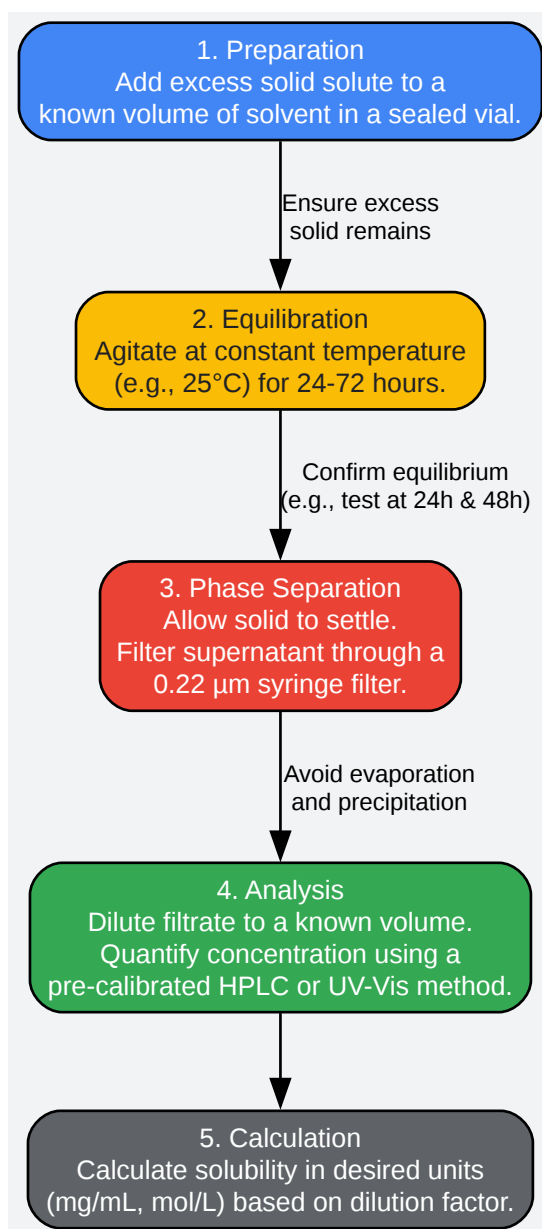 1. Preparation
Add excess solid solute to a
known volume of solvent in a sealed vial.
Ensure excess
solid remains
2. Equilibration
Agitate at constant temperature
(e.g., 25°C) for 24-72 hours.
Confirm equilibrium
(e.g., test at 24h & 48h)
3. Phase Separation
Allow solid to settle.
Filter supernatant through a
0.22 µm syringe filter.
Avoid evaporation
and precipitation
4. Analysis
Dilute filtrate to a known volume.
Quantify concentration using a
pre-calibrated HPLC or UV-Vis method.
5. Calculation
Calculate solubility in desired units
(mg/mL, mol/L) based on dilution factor.